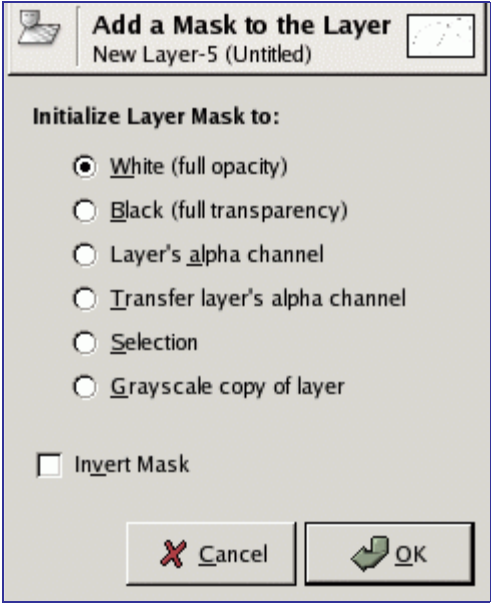 Add a Mask to the Layer
New Layer-5 (Untitled)
Initialize Layer Mask to:
White (full opacity)
Black (full transparency)
Layer's alpha channel
Transfer layer's alpha channel
Selection
Grayscale copy of layer
Invert Mask
Cancel
OK